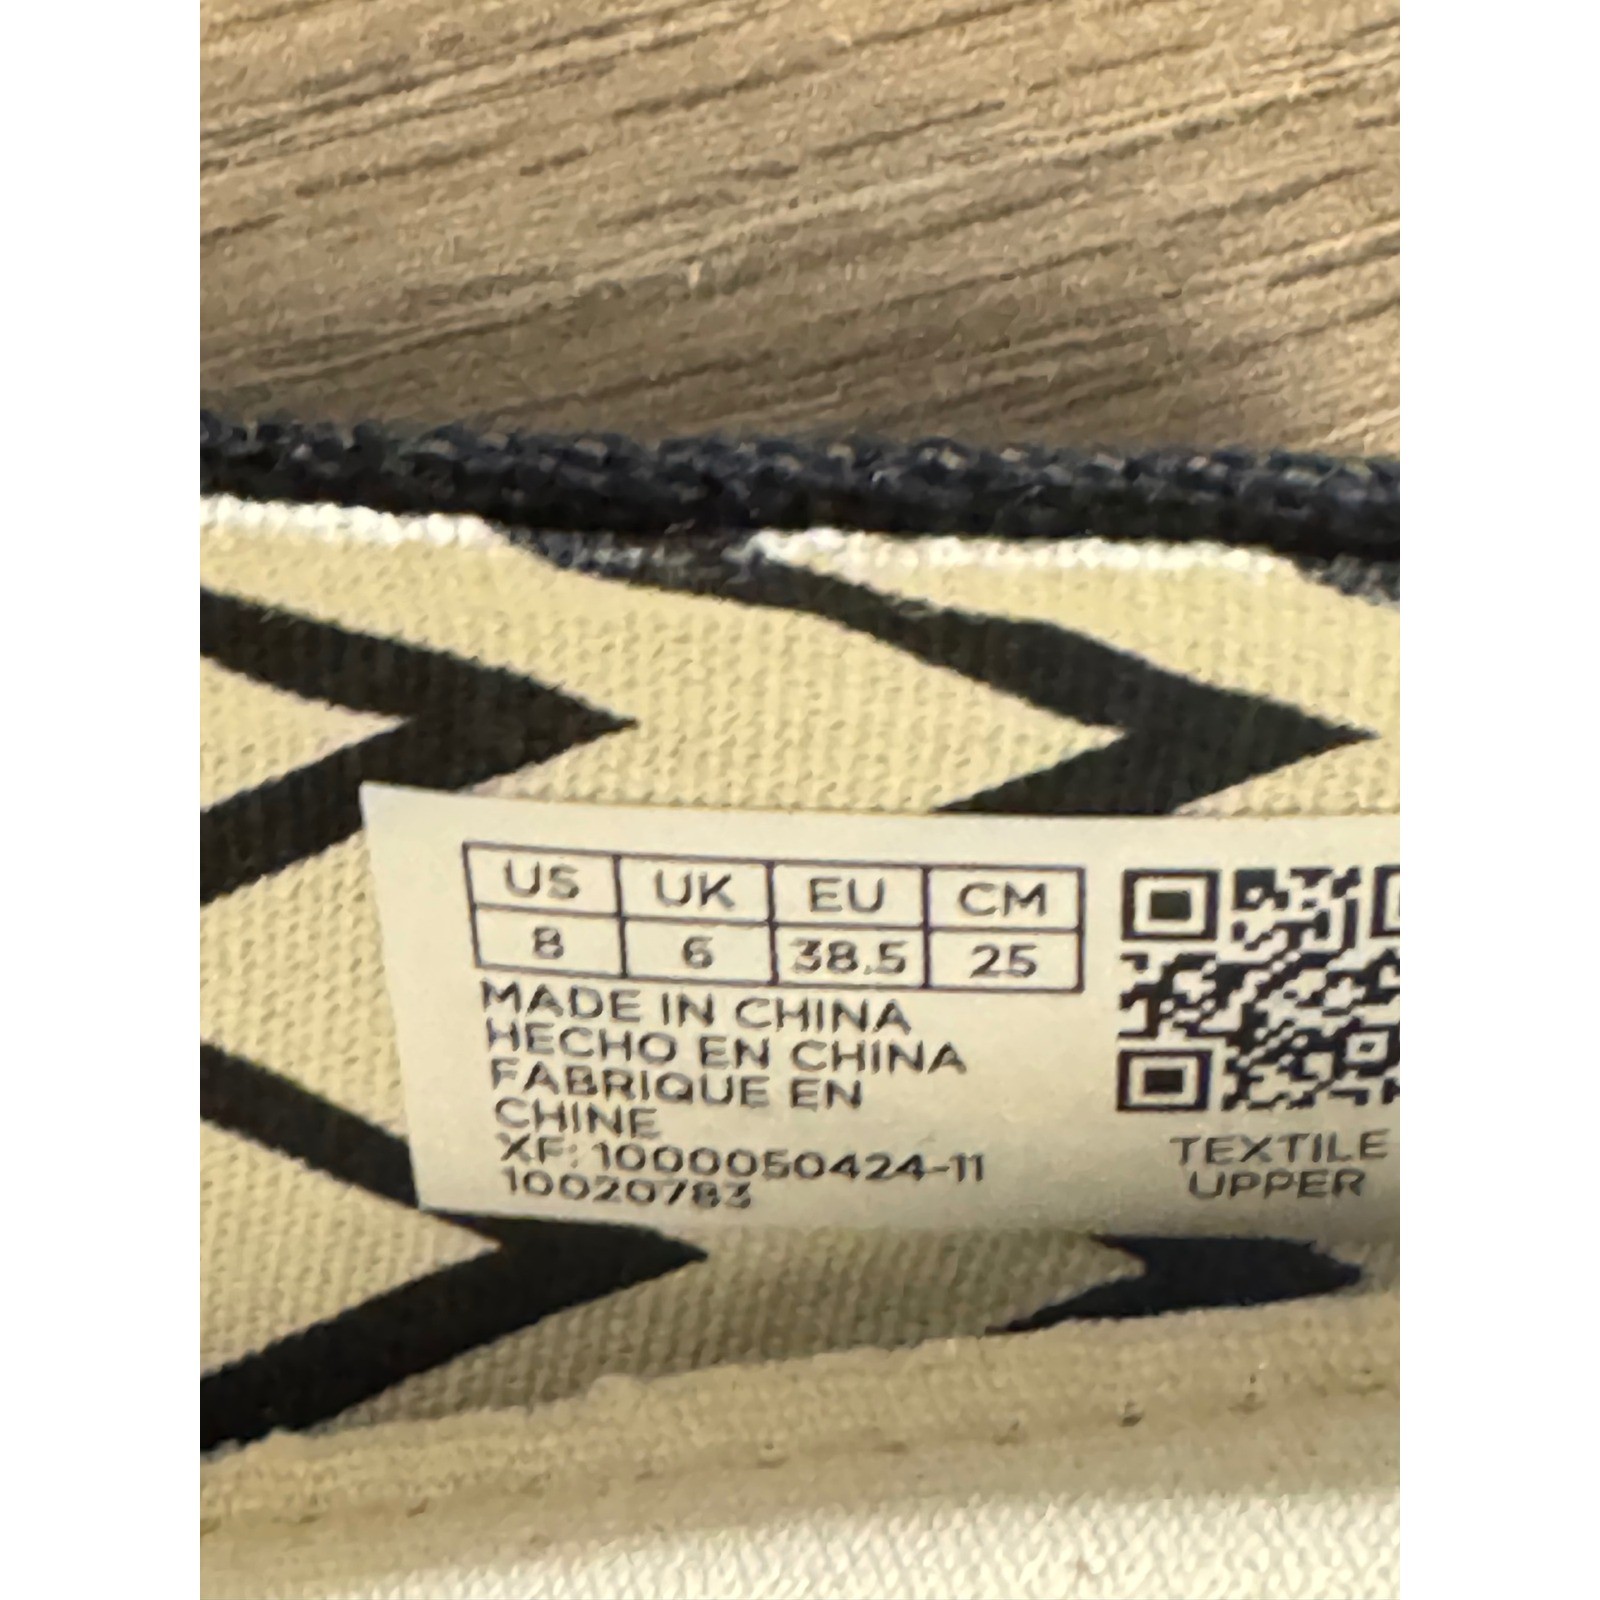 US UK EU CM
8 6 38.5 25
MADE IN CHINA
HECHO EN CHINA
FABRIQUE EN
CHINE
XF: 1000050424-11
10020783
TEXTILE
UPPER